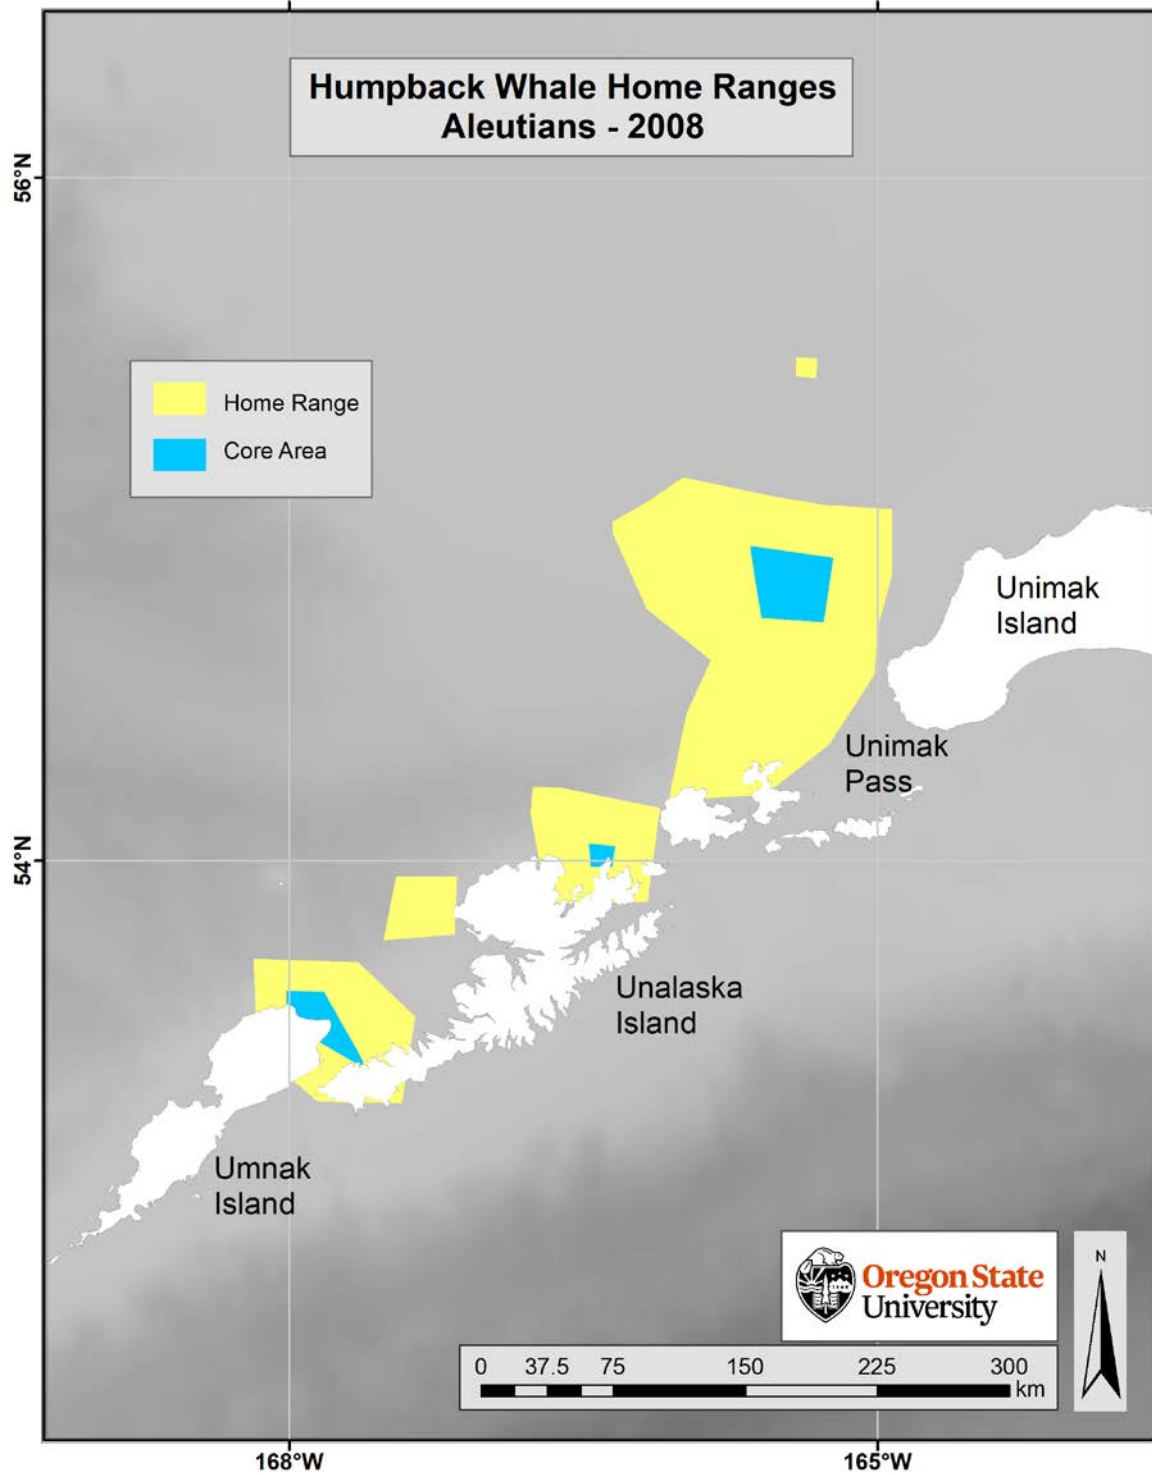 Humpback Whale Home Ranges
Aleutians - 2008
56°N
Home Range
Core Area
Unimak
Island
Unimak
Pass
54°N
Unalaska
Island
Umnak
Island
N
Oregon State
University
0 37.5 75 150 225 300
km
168°W 165°W